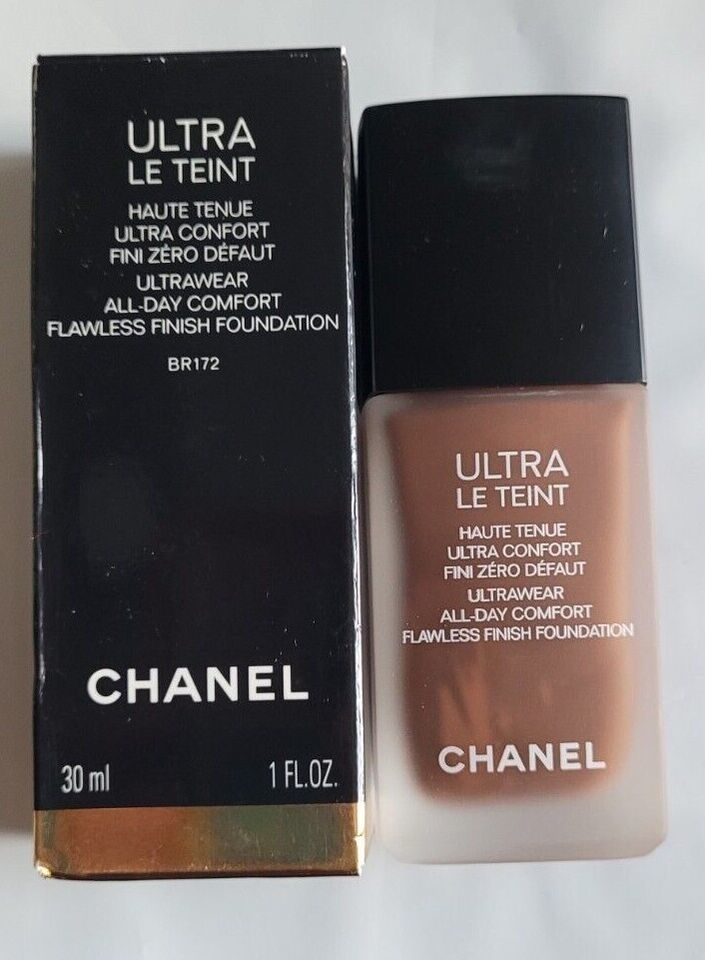 ULTRA
LE TEINT
HAUTE TENUE
ULTRA CONFORT
FINI ZÉRO DÉFAUT
ULTRAWEAR
ALL-DAY COMFORT
FLAWLESS FINISH FOUNDATION
BR172
CHANEL
30 ml 1 FL.OZ.
ULTRA
LE TEINT
HAUTE TENUE
ULTRA CONFORT
FINI ZÉRO DÉFAUT
ULTRAWEAR
ALL-DAY COMFORT
FLAWLESS FINISH FOUNDATION
CHANEL